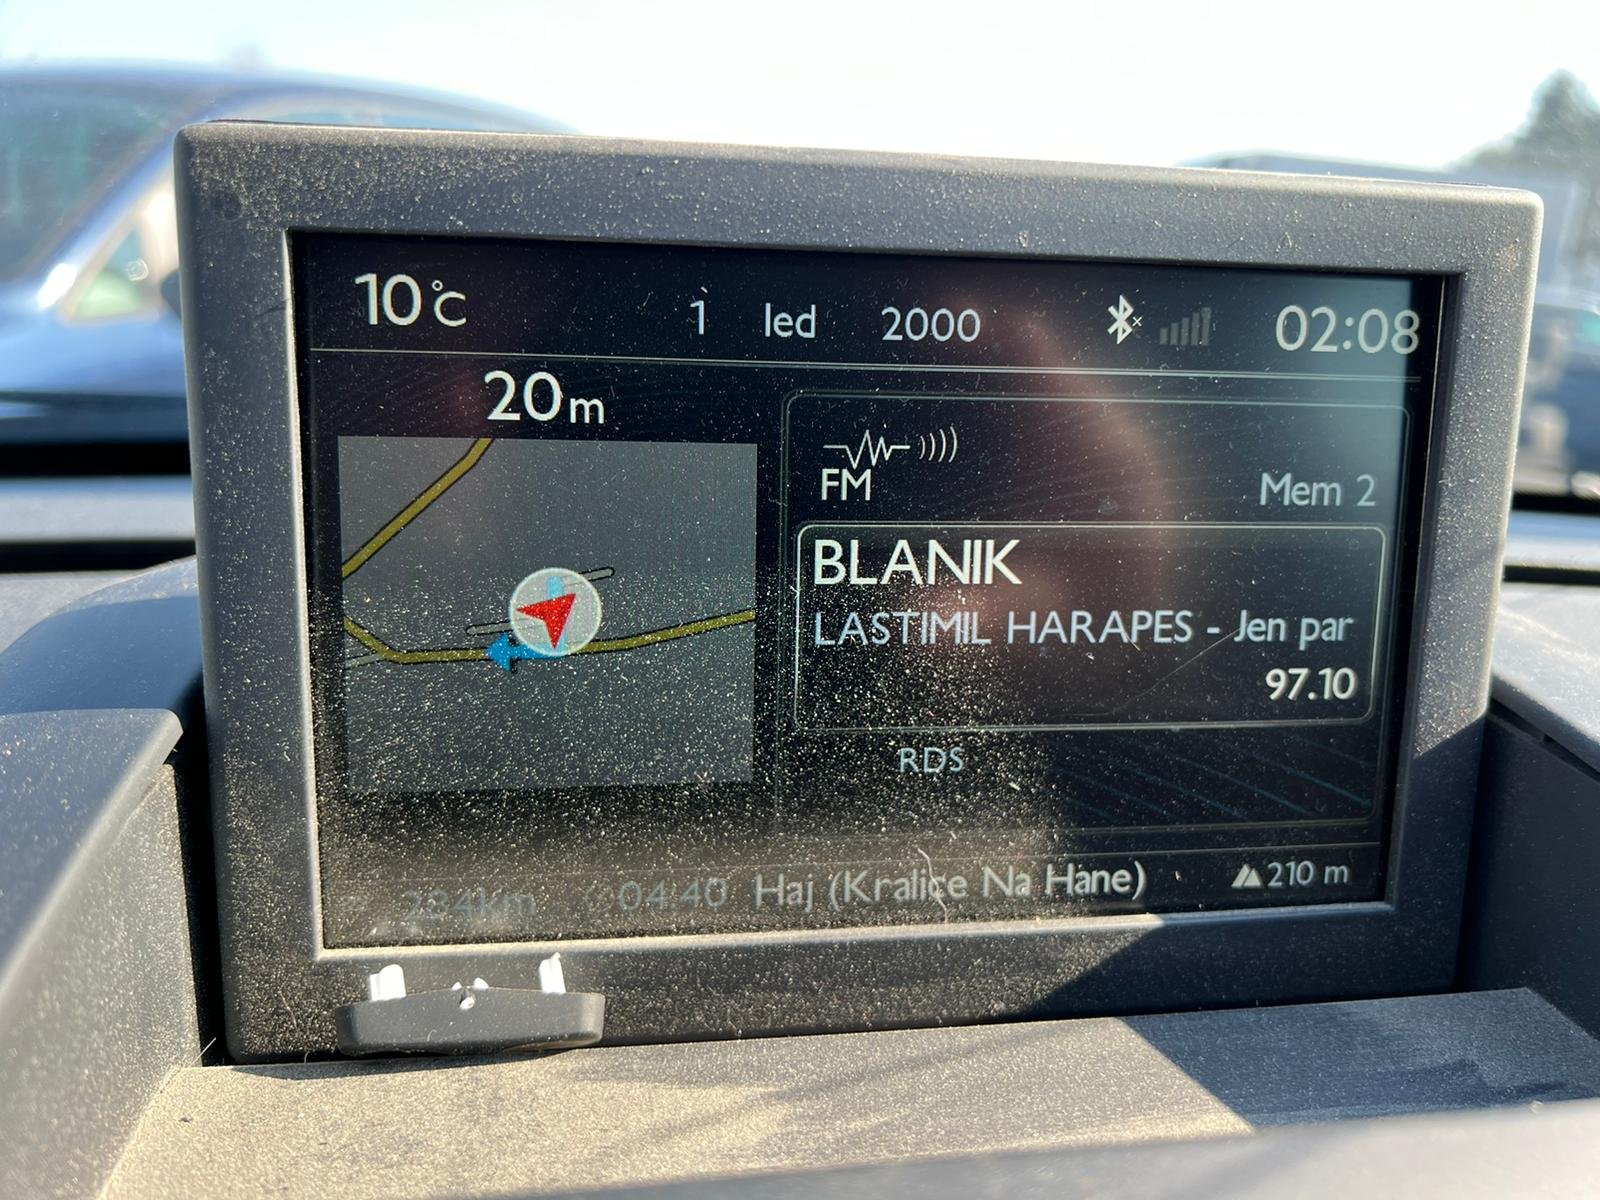 10°C 1 led 2000 02:08
20m
FM
Mem 2
BLANIK
LASTIMIL HARAPES - Jen par
97.10
RDS
284km 04:40 Haj (Kralice Na Hane) 210 m